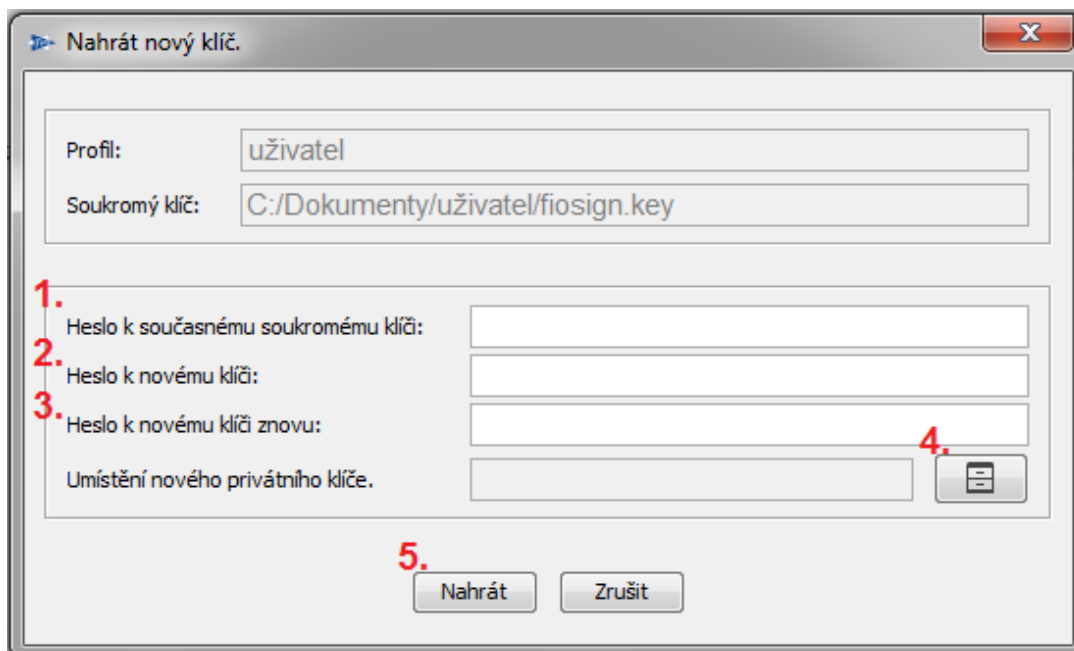 Nahrát nový klíč.
Profil: uživatel
Soukromý klíč: C:/Dokumenty/uživatel/fiosign.key
1.
Heslo k současnému soukromému klíči:
2.
Heslo k novému klíči:
3.
Heslo k novému klíči znovu:
4.
Umístění nového privátního klíče.
5.
Nahrát Zrušit